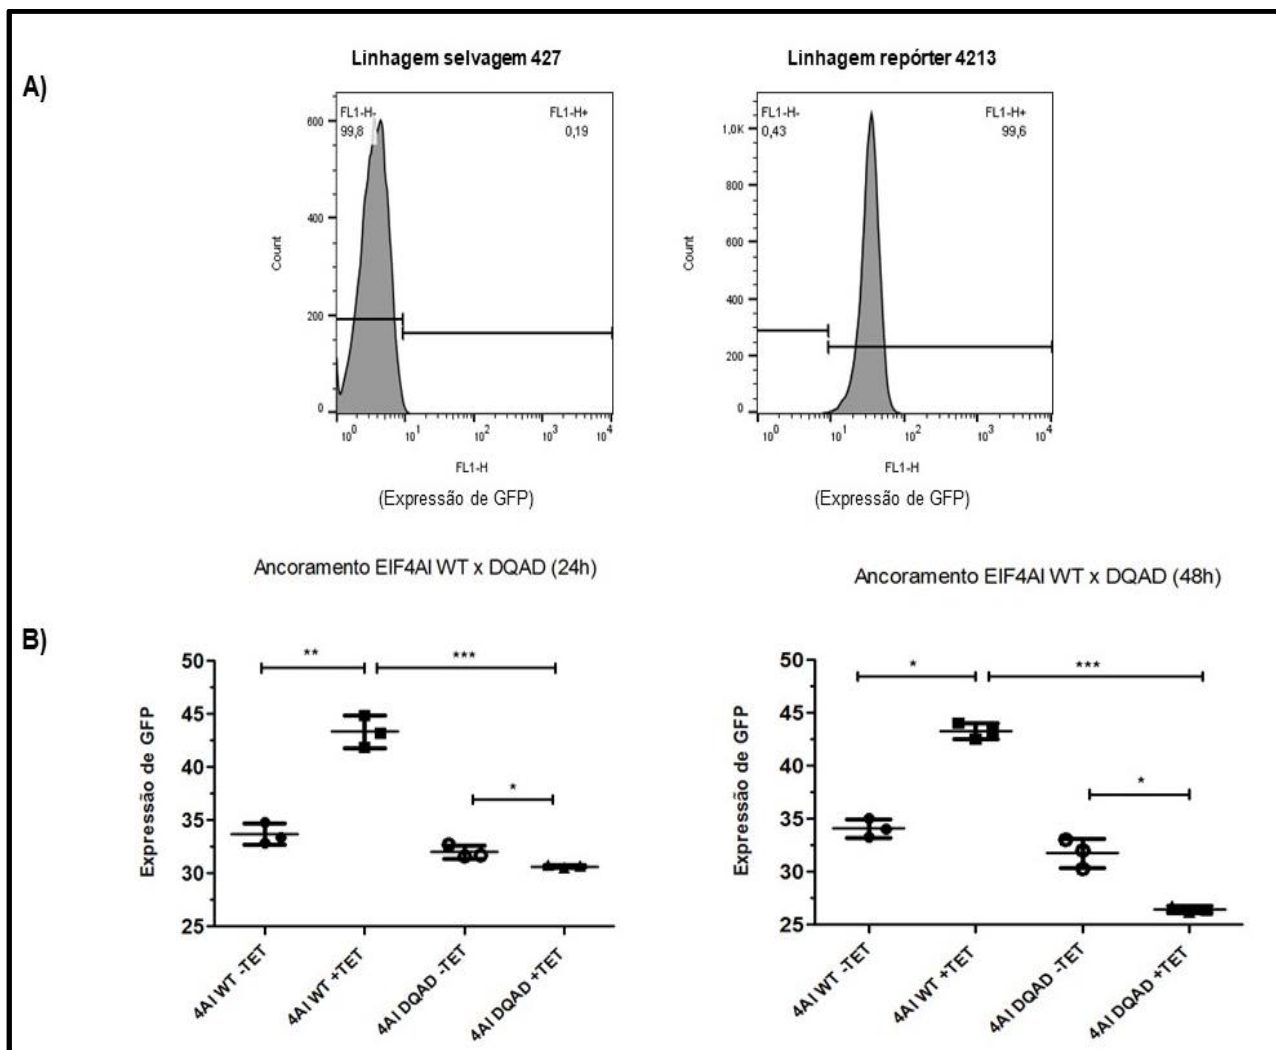 A)
Linhagem selvagem 427
FL1-H-
99,8
FL1-H+
0,19
600
400
200
0
Count
10^0 10^1 10^2 10^3 10^4
FL1-H
(Expressão de GFP)
Linhagem repórter 4213
FL1-H-
0,43
FL1-H+
99,6
1,0K
800
600
400
200
0
Count
10^0 10^1 10^2 10^3 10^4
FL1-H
(Expressão de GFP)
B)
Ancoramento EIF4AI WT x DQAD (24h)
Expressão de GFP
50
45
40
35
30
25
**
***
*
4AI WT -TET
4AI WT +TET
4AI DQAD -TET
4AI DQAD +TET
Ancoramento EIF4AI WT x DQAD (48h)
Expressão de GFP
50
45
40
35
30
25
*
***
*
4AI WT -TET
4AI WT +TET
4AI DQAD -TET
4AI DQAD +TET